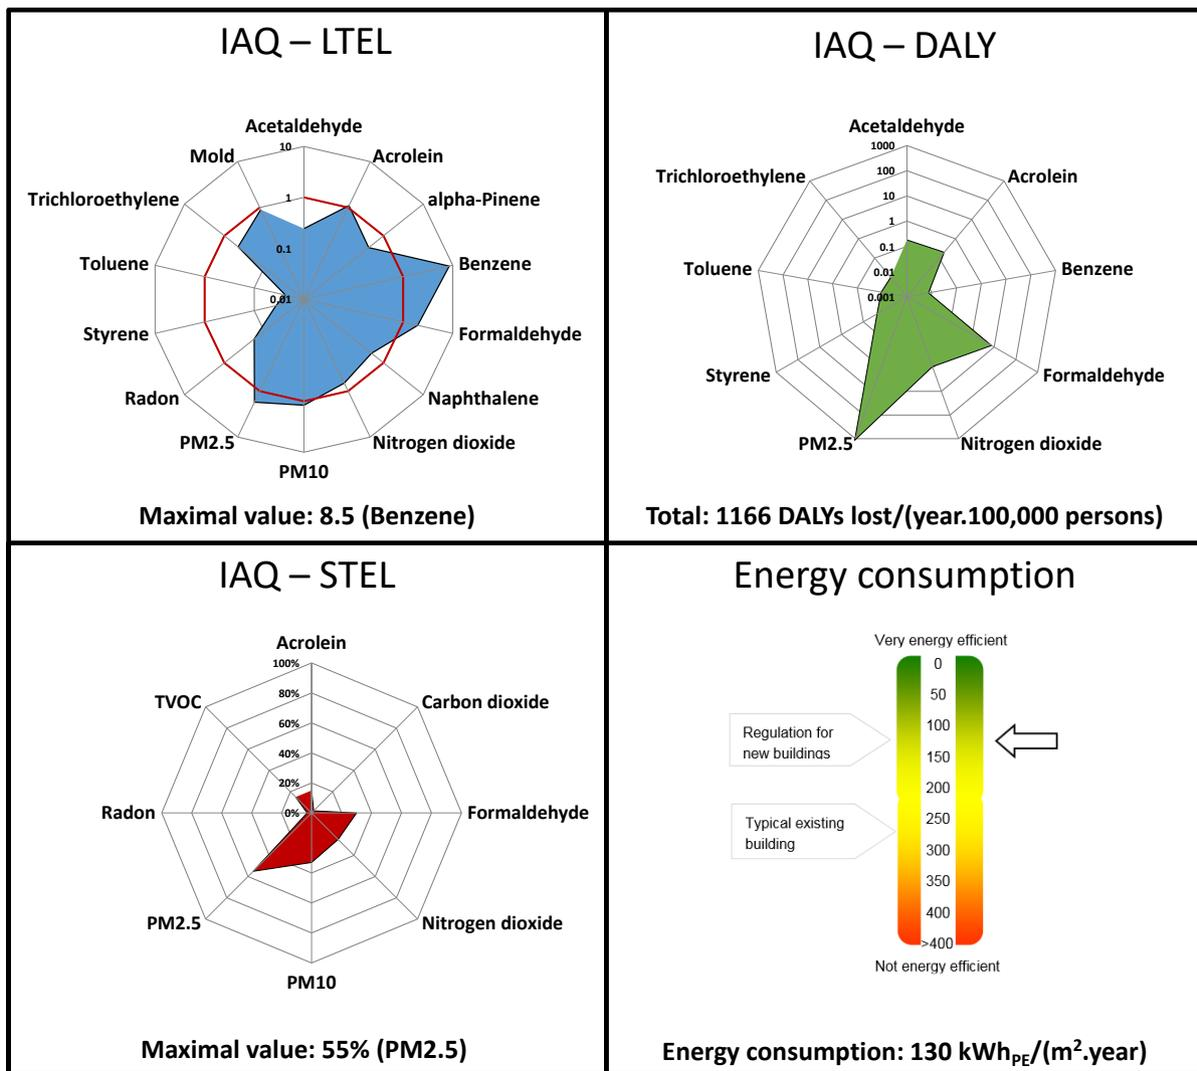 IAQ – LTEL
Acetaldehyde
10
Mold
Acrolein
Trichloroethylene
1
alpha-Pinene
0.1
Toluene
Benzene
0.01
Styrene
Formaldehyde
Radon
Naphthalene
PM2.5
Nitrogen dioxide
PM10
Maximal value: 8.5 (Benzene)
IAQ – DALY
Acetaldehyde
1000
Trichloroethylene
100
Acrolein
10
1
Toluene
0.1
Benzene
0.01
0.001
Styrene
Formaldehyde
PM2.5
Nitrogen dioxide
Total: 1166 DALYs lost/(year.100,000 persons)
IAQ – STEL
Acrolein
100%
TVOC
80%
Carbon dioxide
60%
40%
20%
Radon
0%
Formaldehyde
PM2.5
Nitrogen dioxide
PM10
Maximal value: 55% (PM2.5)
Energy consumption
Very energy efficient
0
50
100
Regulation for
new buildings
150
200
250
Typical existing
building
300
350
400
>400
Not energy efficient
Energy consumption: 130 kWhPE/(m².year)